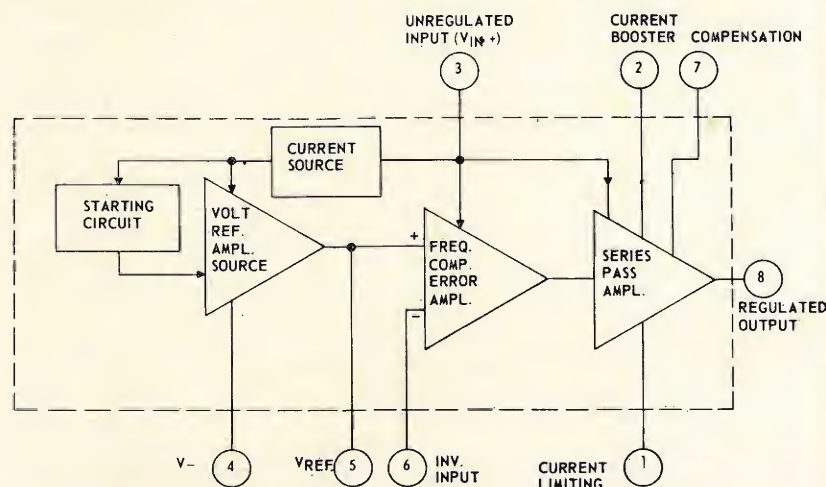 UNREGULATED
INPUT (VIN+)
3
CURRENT
BOOSTER
2
COMPENSATION
7
CURRENT
SOURCE
STARTING
CIRCUIT
VOLT
REF.
AMPL.
SOURCE
+
FREQ.
COMP.
ERROR
AMPL.
–
SERIES
PASS
AMPL.
8
REGULATED
OUTPUT
V–
4
VREF.
5
6
INV.
INPUT
CURRENT
LIMITING
1